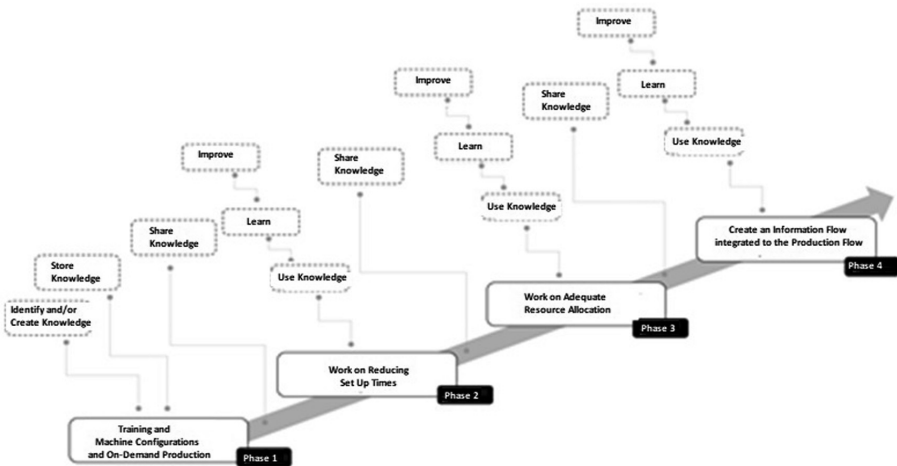 Improve
Learn
Use Knowledge
Share
Knowledge
Improve
Learn
Use Knowledge
Share
Knowledge
Improve
Learn
Use Knowledge
Share
Knowledge
Store
Knowledge
Identify and/or
Create Knowledge
Create an Information Flow
integrated to the Production Flow
Phase 4
Work on Adequate
Resource Allocation
Phase 3
Work on Reducing
Set Up Times
Phase 2
Training and
Machine Configurations
and On-Demand Production
Phase 1